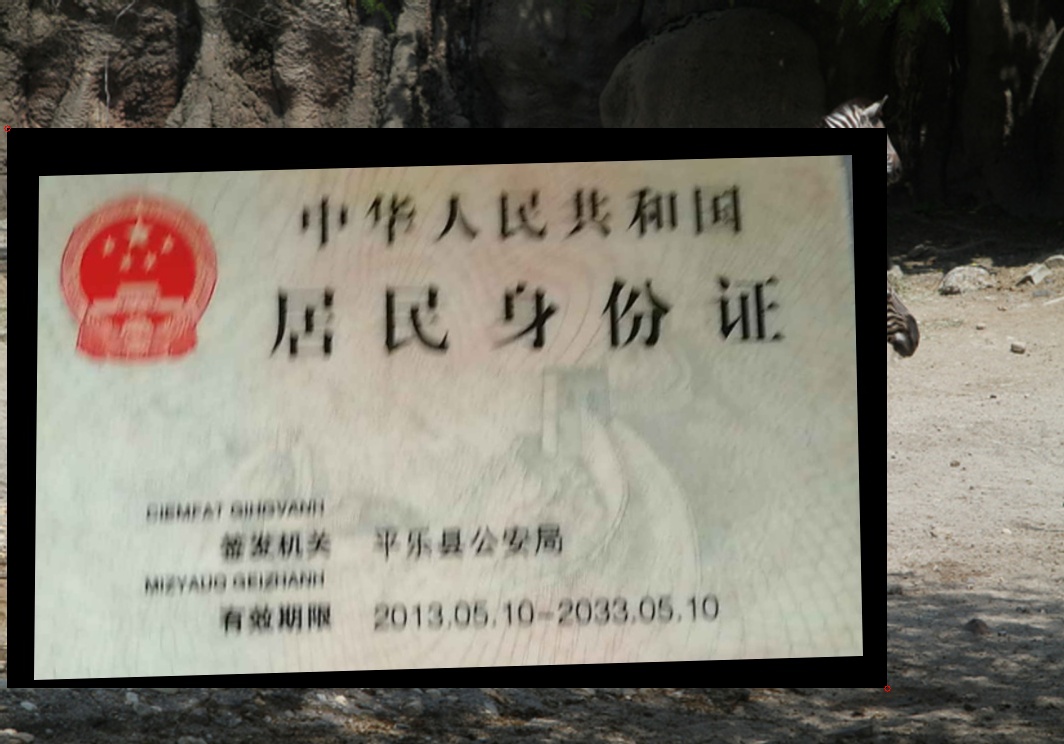 中华人民共和国
居民身份证
CIEMFAT GIHGVANH
签发机关 平乐县公安局
MIZYAUQ GEIZHANH
有效期限 2013.05.10-2033.05.10